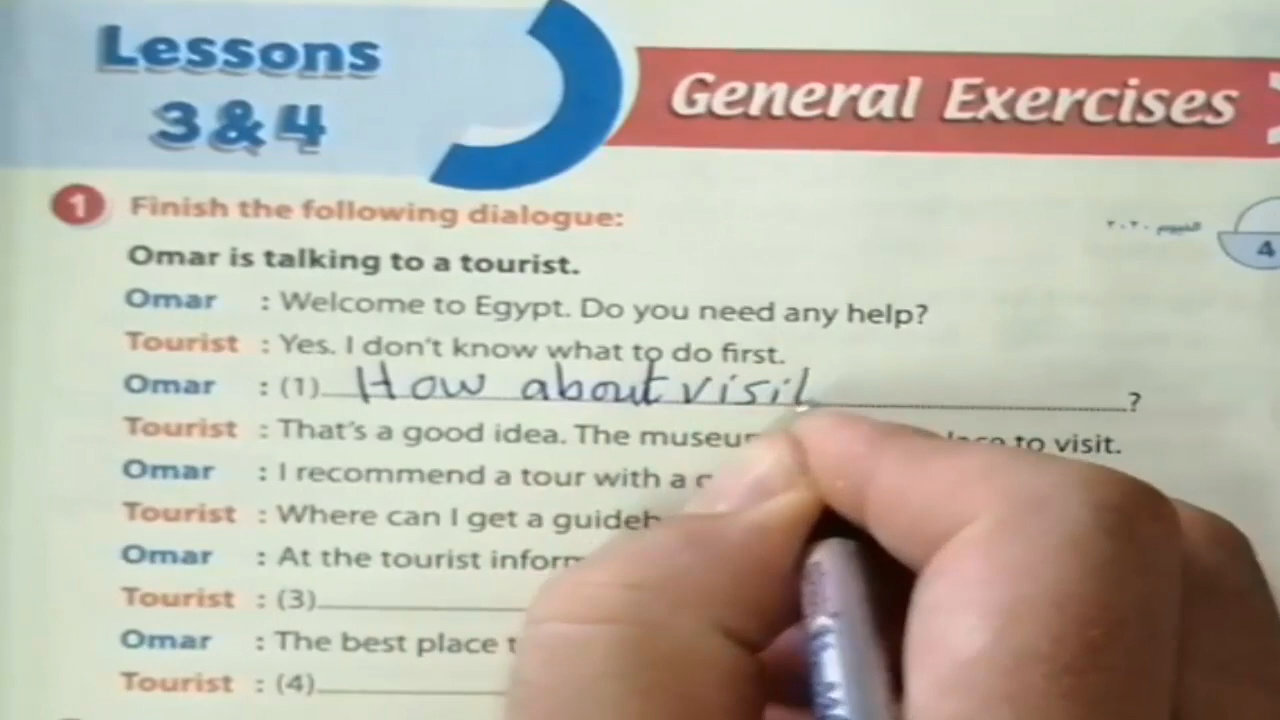 Lessons
3&4
General Exercises
1 Finish the following dialogue:
الفيوم ٢٠٢٠
4
Omar is talking to a tourist.
Omar : Welcome to Egypt. Do you need any help?
Tourist : Yes. I don't know what to do first.
Omar : (1) How about visit ?
Tourist : That's a good idea. The museu to visit.
Omar : I recommend a tour with a
Tourist : Where can I get a guideb
Omar : At the tourist inform
Tourist : (3)
Omar : The best place t
Tourist : (4)